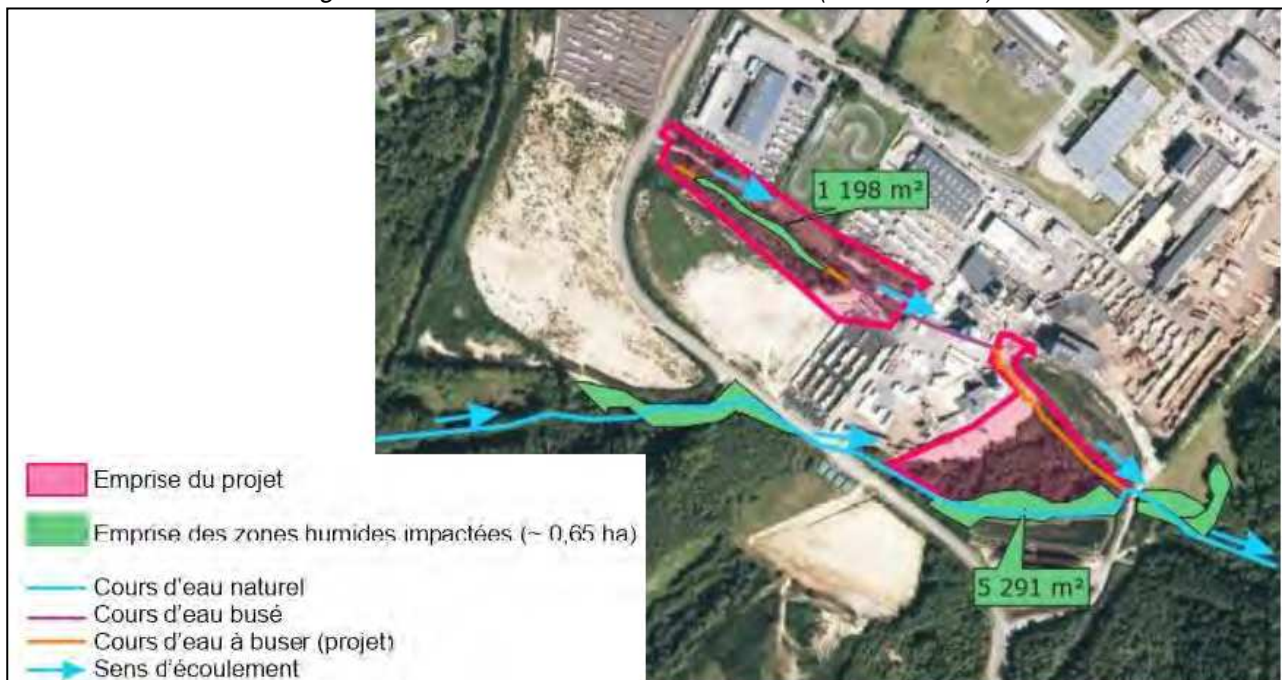 1 198 m²
5 291 m²
Emprise du projet
Emprise des zones humides impactées (~ 0,65 ha)
Cours d'eau naturel
Cours d'eau busé
Cours d'eau à buser (projet)
Sens d'écoulement